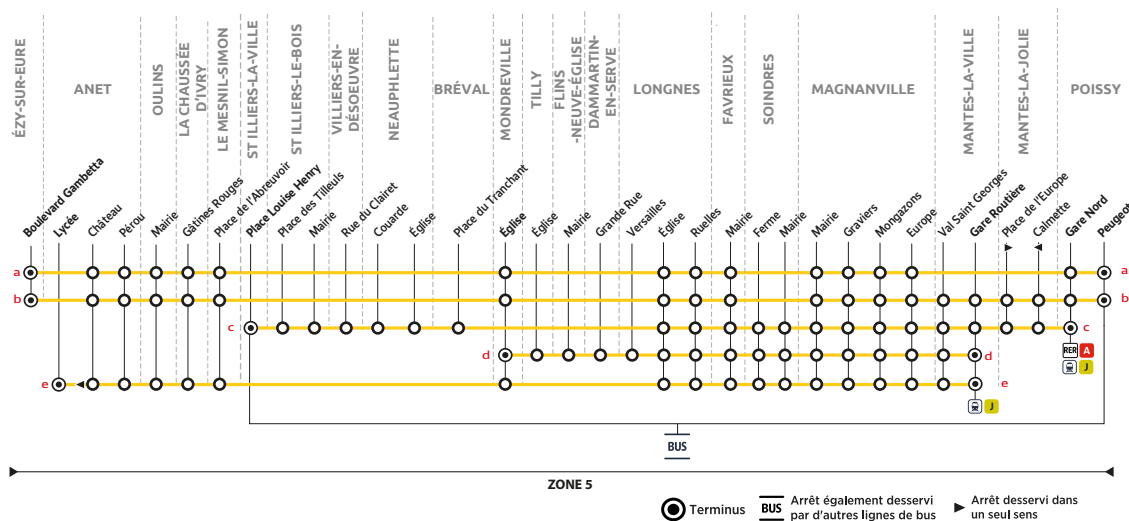 ÉZY-SUR-EURE
ANET
OULINS
LA CHAUSSÉE
D'IVRY
LE MESNIL-SIMON
ST ILLIERS-LA-VILLE
ST ILLIERS-LE-BOIS
VILLIERS-EN-
DÉSOEUVRE
NEAUPHLETTE
BRÉVAL
MONDREVILLE
TILLY
FLINS
-NEUVE-ÉGLISE
DAMMARTIN-
EN-SERVE
LONGNES
FAVRIEUX
SOINDRES
MAGNANVILLE
MANTES-LA-VILLE
MANTES-LA-JOLIE
POISSY
Boulevard Gambetta
Lycée
Château
Pérou
Mairie
Gâtines Rouges
Place de l'Abreuvoir
Place Louise Henry
Place des Tilleuls
Mairie
Rue du Clairet
Couarde
Église
Place du Tranchant
Église
Église
Mairie
Grande Rue
Versailles
Église
Ruelles
Mairie
Ferme
Mairie
Mairie
Graviers
Mongazons
Europe
Val Saint Georges
Gare Routière
Place de l'Europe
Calmette
Gare Nord
Peugeot
a a
b b
c c
d d
RER A
J
e e
J
BUS
ZONE 5
Terminus
BUS
Arrêt également desservi
par d'autres lignes de bus
Arrêt desservi dans
un seul sens